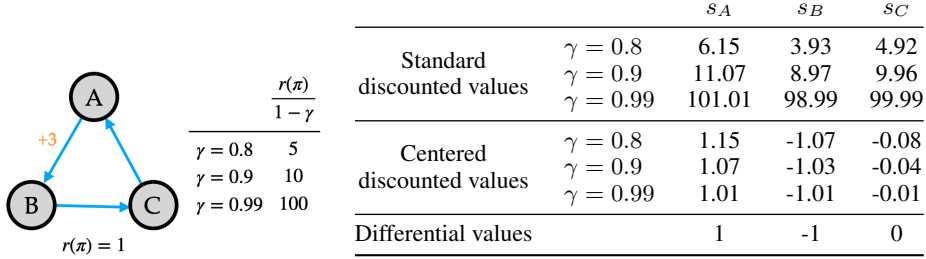 A
+3
B
C
r(π) = 1
r(π)
1 − γ
γ = 0.8 5
γ = 0.9 10
γ = 0.99 100
s_A s_B s_C
Standard discounted values
γ = 0.8 6.15 3.93 4.92
γ = 0.9 11.07 8.97 9.96
γ = 0.99 101.01 98.99 99.99
Centered discounted values
γ = 0.8 1.15 -1.07 -0.08
γ = 0.9 1.07 -1.03 -0.04
γ = 0.99 1.01 -1.01 -0.01
Differential values 1 -1 0